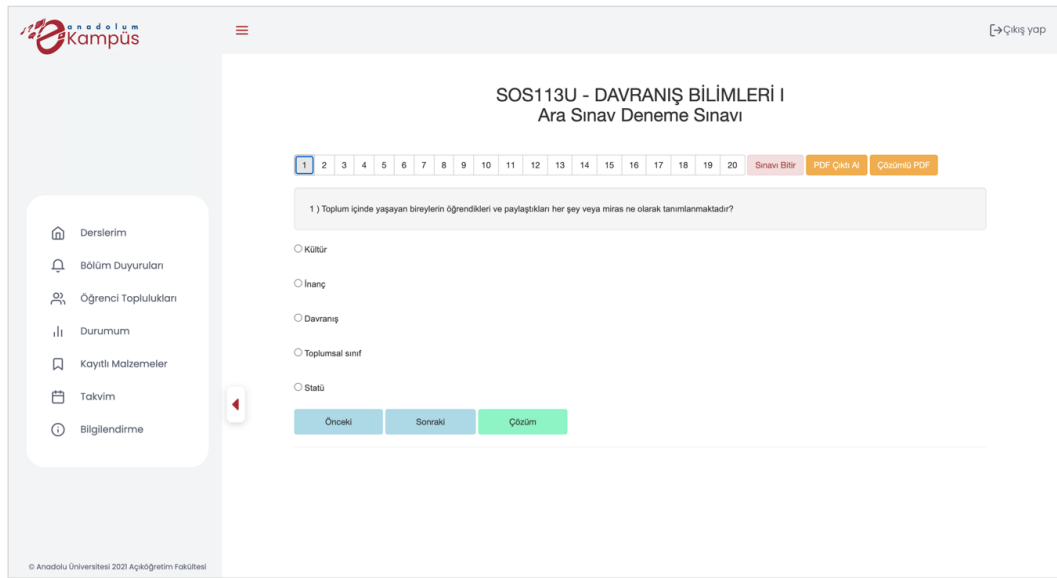 anadolum
eKampüs
Çıkış yap
SOS113U - DAVRANIŞ BİLİMLERİ I
Ara Sınav Deneme Sınavı
1 2 3 4 5 6 7 8 9 10 11 12 13 14 15 16 17 18 19 20 Sınavı Bitir PDF Çıktı Al Çözümlü PDF
1 ) Toplum içinde yaşayan bireylerin öğrendikleri ve paylaştıkları her şey veya miras ne olarak tanımlanmaktadır?
Kültür
İnanç
Davranış
Toplumsal sınıf
Statü
Önceki Sonraki Çözüm
Derslerim
Bölüm Duyuruları
Öğrenci Toplulukları
Durumum
Kayıtlı Malzemeler
Takvim
Bilgilendirme
© Anadolu Üniversitesi 2021 Açıköğretim Fakültesi